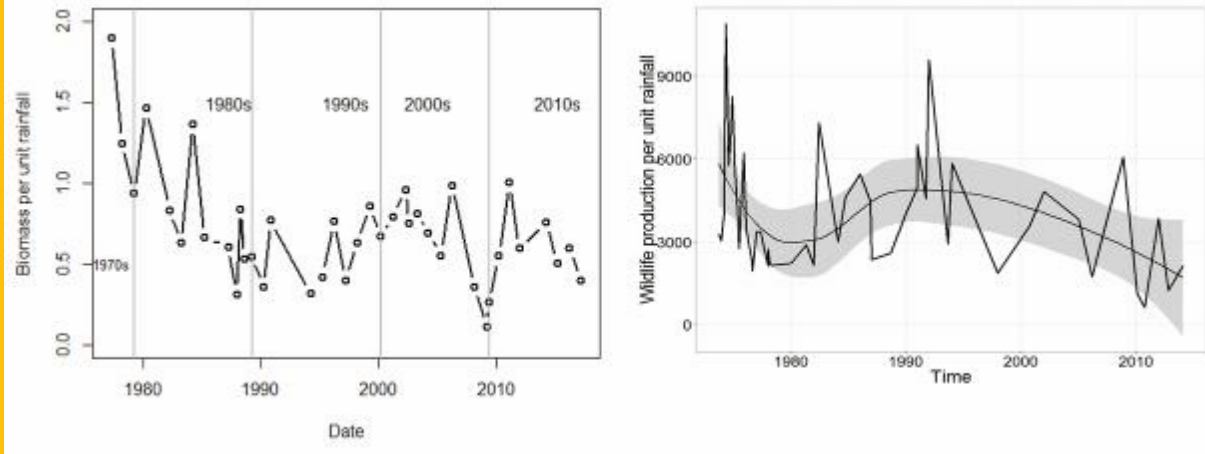 Biomass per unit rainfall
2.0
1.5
1.0
0.5
0.0
1970s
1980s
1990s
2000s
2010s
1980
1990
2000
2010
Date
Wildlife production per unit rainfall
9000
6000
3000
0
1980
1990
2000
2010
Time